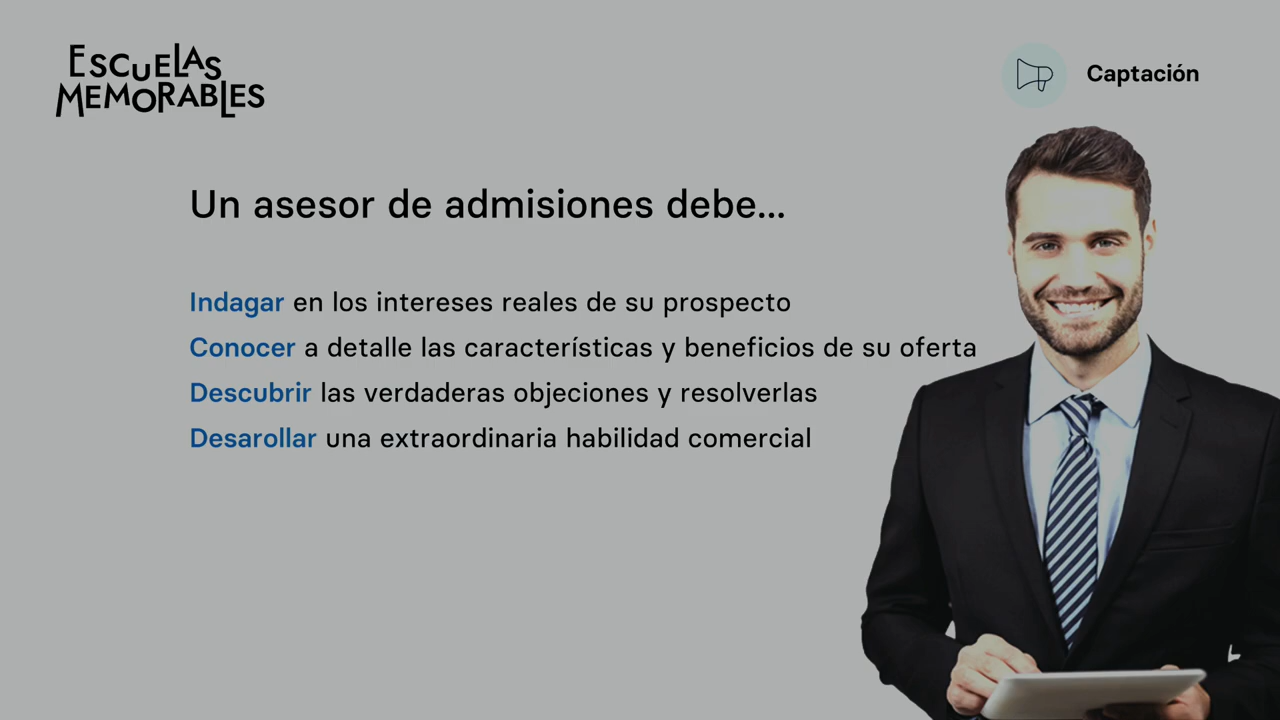 ESCUELAS
MEMORABLES
Captación
Un asesor de admisiones debe...
Indagar en los intereses reales de su prospecto
Conocer a detalle las características y beneficios de su oferta
Descubrir las verdaderas objeciones y resolverlas
Desarollar una extraordinaria habilidad comercial